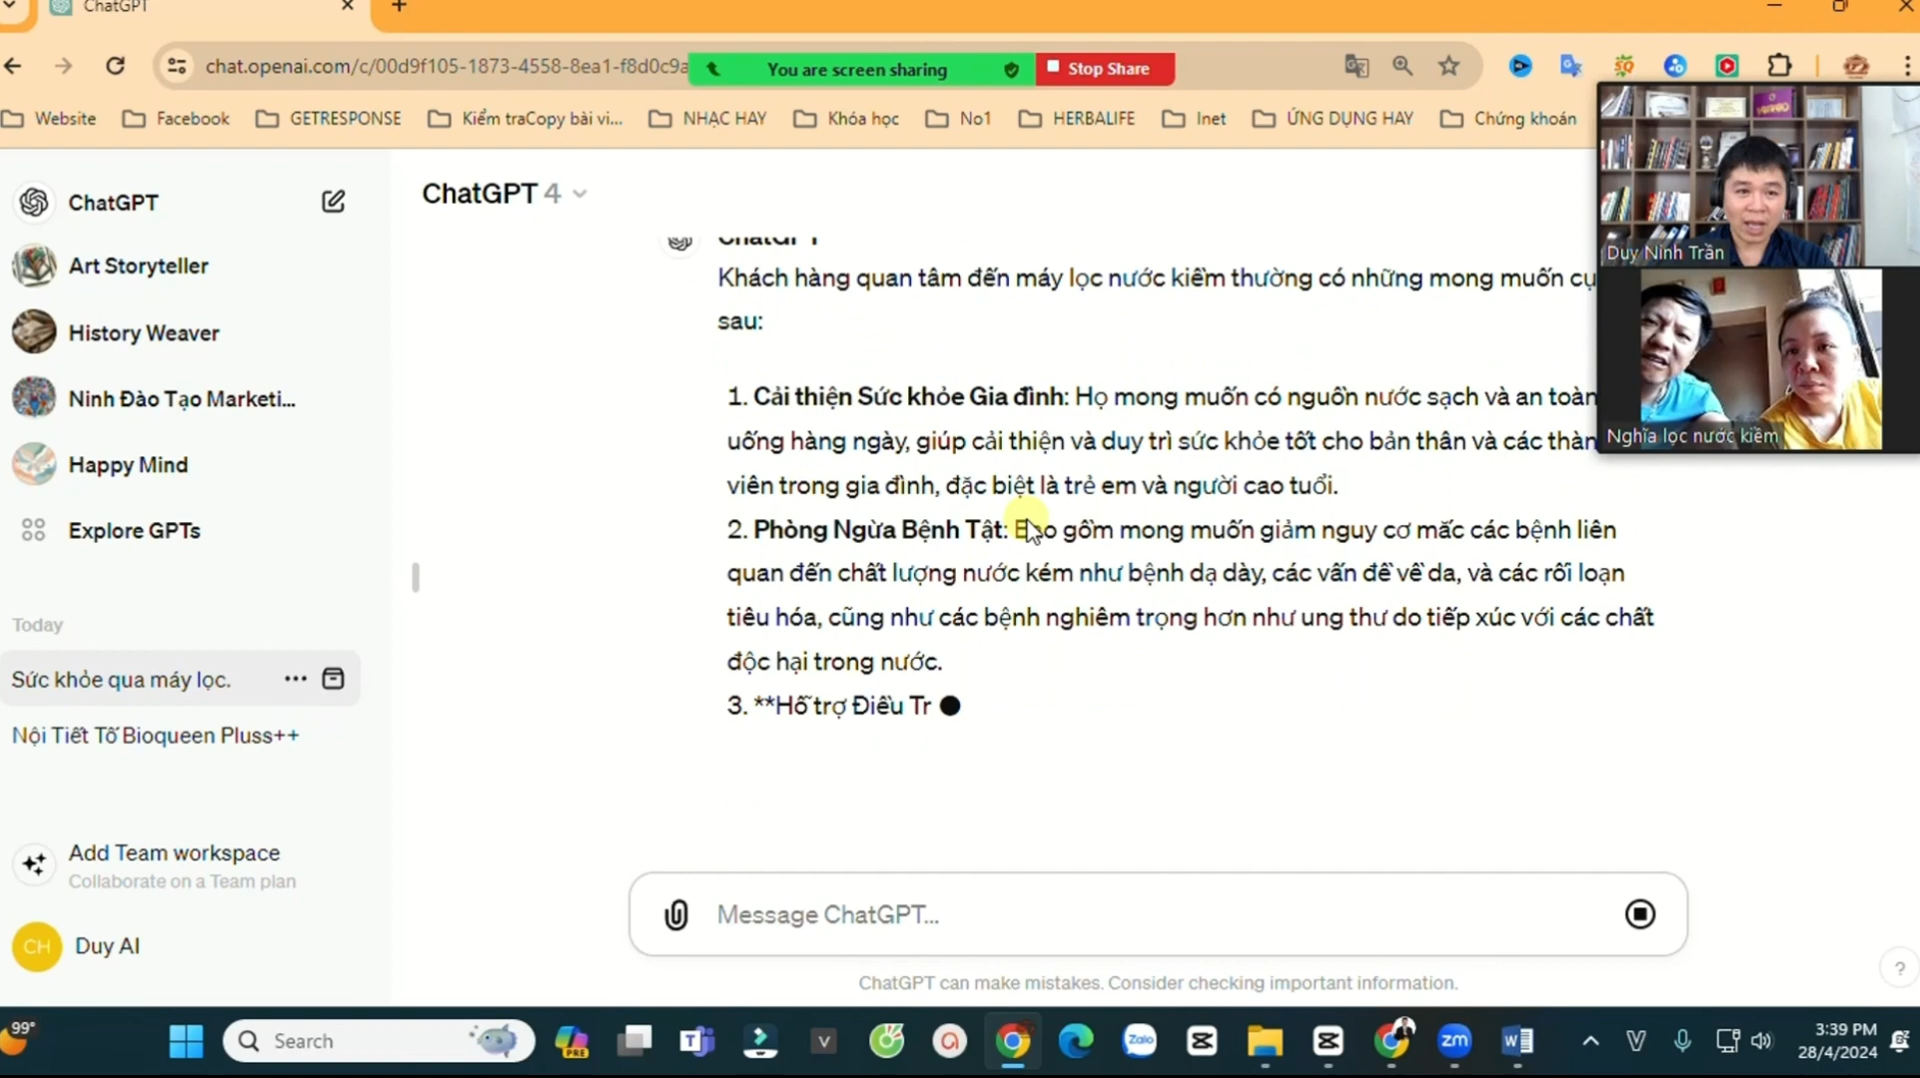 ChatGPT
chat.openai.com/c/00d9f105-1873-4558-8ea1-f8d0c9a
You are screen sharing
Stop Share
Website
Facebook
GETRESPONSE
Kiểm traCopy bài vi...
NHẠC HAY
Khóa học
No1
HERBALIFE
Inet
ỨNG DỤNG HAY
Chứng khoán
Duy Ninh Trần
Nghĩa lọc nước kiềm
ChatGPT
Art Storyteller
History Weaver
Ninh Đào Tạo Marketi...
Happy Mind
Explore GPTs
Today
Sức khỏe qua máy lọc.
Nội Tiết Tố Bioqueen Pluss++
Add Team workspace
Collaborate on a Team plan
CH
Duy AI
ChatGPT 4
ChatGPT
Khách hàng quan tâm đến máy lọc nước kiềm thường có những mong muốn cụ
sau:
1. Cải thiện Sức khỏe Gia đình: Họ mong muốn có nguồn nước sạch và an toàn
uống hàng ngày, giúp cải thiện và duy trì sức khỏe tốt cho bản thân và các thàn
viên trong gia đình, đặc biệt là trẻ em và người cao tuổi.
2. Phòng Ngừa Bệnh Tật: Bao gồm mong muốn giảm nguy cơ mắc các bệnh liên
quan đến chất lượng nước kém như bệnh dạ dày, các vấn đề về da, và các rối loạn
tiêu hóa, cũng như các bệnh nghiêm trọng hơn như ung thư do tiếp xúc với các chất
độc hại trong nước.
3. **Hỗ trợ Điều Tr
Message ChatGPT...
ChatGPT can make mistakes. Consider checking important information.
?
99°
Search
PRE
Zalo
zm
3:39 PM
28/4/2024